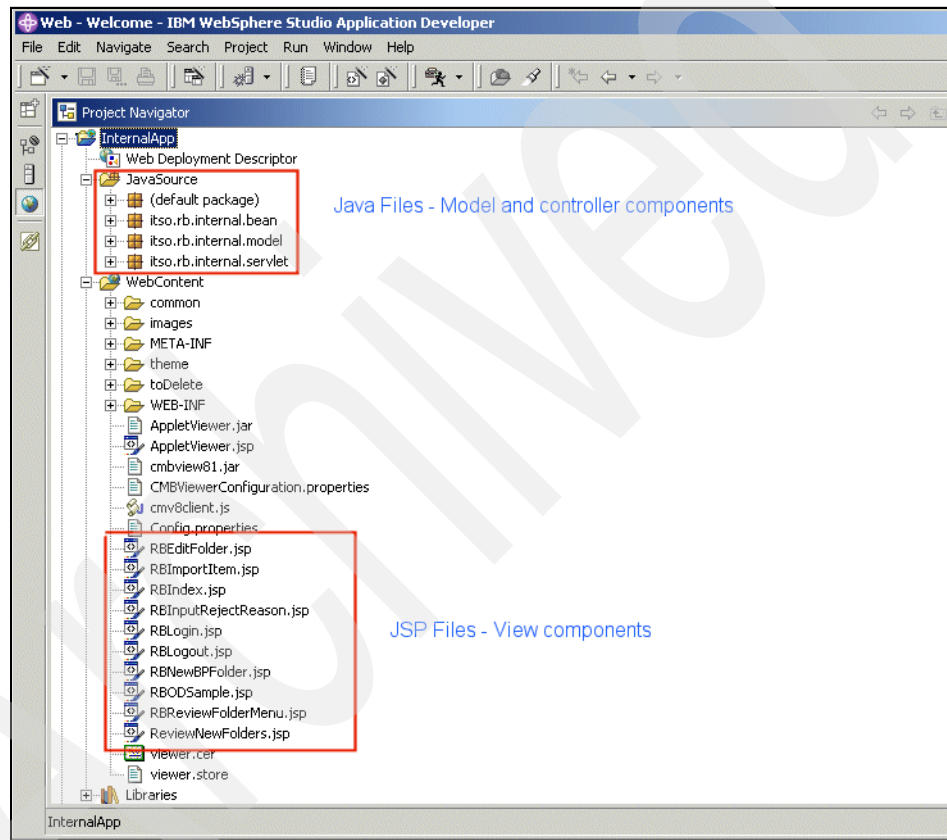 Web - Welcome - IBM WebSphere Studio Application Developer
File Edit Navigate Search Project Run Window Help
Project Navigator
InternalApp
Web Deployment Descriptor
JavaSource
(default package)
itso.rb.internal.bean
itso.rb.internal.model
itso.rb.internal.servlet
Java Files - Model and controller components
WebContent
common
images
META-INF
theme
toDelete
WEB-INF
AppletViewer.jar
AppletViewer.jsp
cmbview81.jar
CMBViewerConfiguration.properties
cmv8client.js
Config.properties
RBEditFolder.jsp
RBImportItem.jsp
RBIndex.jsp
RBInputRejectReason.jsp
RBLogin.jsp
RBLogout.jsp
RBNewBPFolder.jsp
RBODSample.jsp
RBReviewFolderMenu.jsp
ReviewNewFolders.jsp
JSP Files - View components
viewer.cer
viewer.store
Libraries
InternalApp
Archived